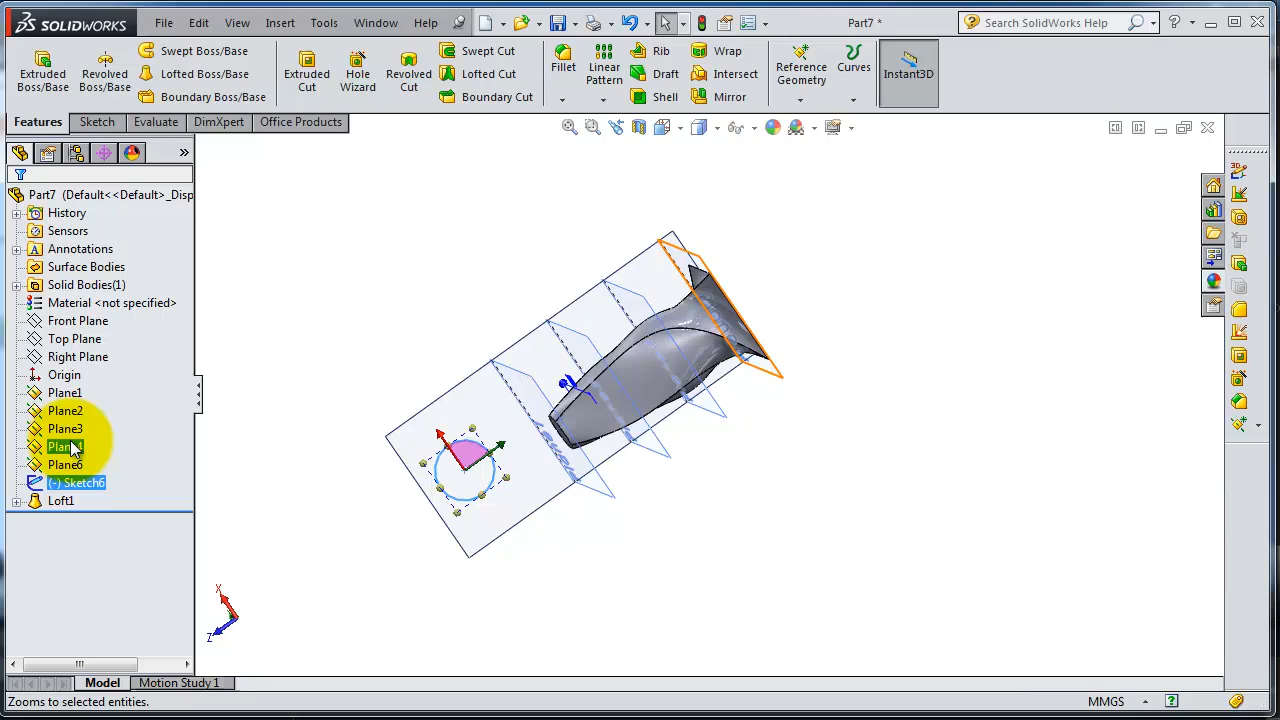 SOLIDWORKS File Edit View Insert Tools Window Help Part7 * Search SolidWorks Help
Extruded Boss/Base
Revolved Boss/Base
Swept Boss/Base
Lofted Boss/Base
Boundary Boss/Base
Extruded Cut
Hole Wizard
Revolved Cut
Swept Cut
Lofted Cut
Boundary Cut
Fillet
Linear Pattern
Rib
Draft
Shell
Wrap
Intersect
Mirror
Reference Geometry
Curves
Instant3D
Features Sketch Evaluate DimXpert Office Products
Part7 (Default<<Default>_Disp
History
Sensors
Annotations
Surface Bodies
Solid Bodies(1)
Material <not specified>
Front Plane
Top Plane
Right Plane
Origin
Plane1
Plane2
Plane3
Plane6
(-) Sketch6
Loft1
X
Z
Model Motion Study 1
Zooms to selected entities. MMGS